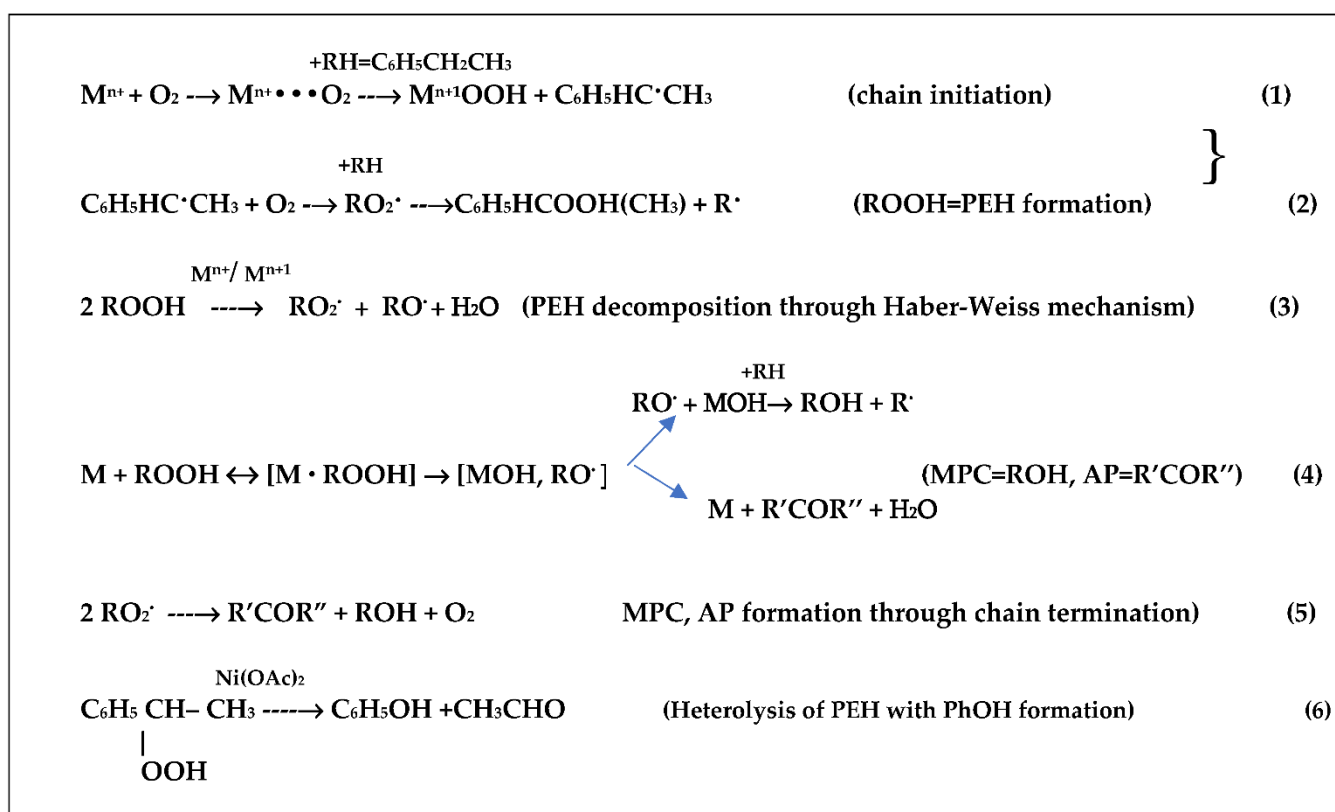 +RH=C₆H₅CH₂CH₃
Mⁿ⁺ + O₂ → Mⁿ⁺• • • O₂ ---→ Mⁿ⁺¹OOH + C₆H₅HC·CH₃ (chain initiation) (1)
}
+RH
C₆H₅HC·CH₃ + O₂ ---→ RO₂· ---→C₆H₅HCOOH(CH₃) + R· (ROOH=PEH formation) (2)
Mⁿ⁺/ Mⁿ⁺¹
2 ROOH ----→ RO₂· + RO· + H₂O (PEH decomposition through Haber-Weiss mechanism) (3)
+RH
RO· + MOH→ ROH + R·
M + ROOH ↔ [M · ROOH] → [MOH, RO·] (MPC=ROH, AP=R′COR″) (4)
M + R′COR″ + H₂O
2 RO₂· ----→ R′COR″ + ROH + O₂ MPC, AP formation through chain termination) (5)
Ni(OAc)₂
C₆H₅ CH– CH₃ -----→ C₆H₅OH +CH₃CHO (Heterolysis of PEH with PhOH formation) (6)
|
OOH